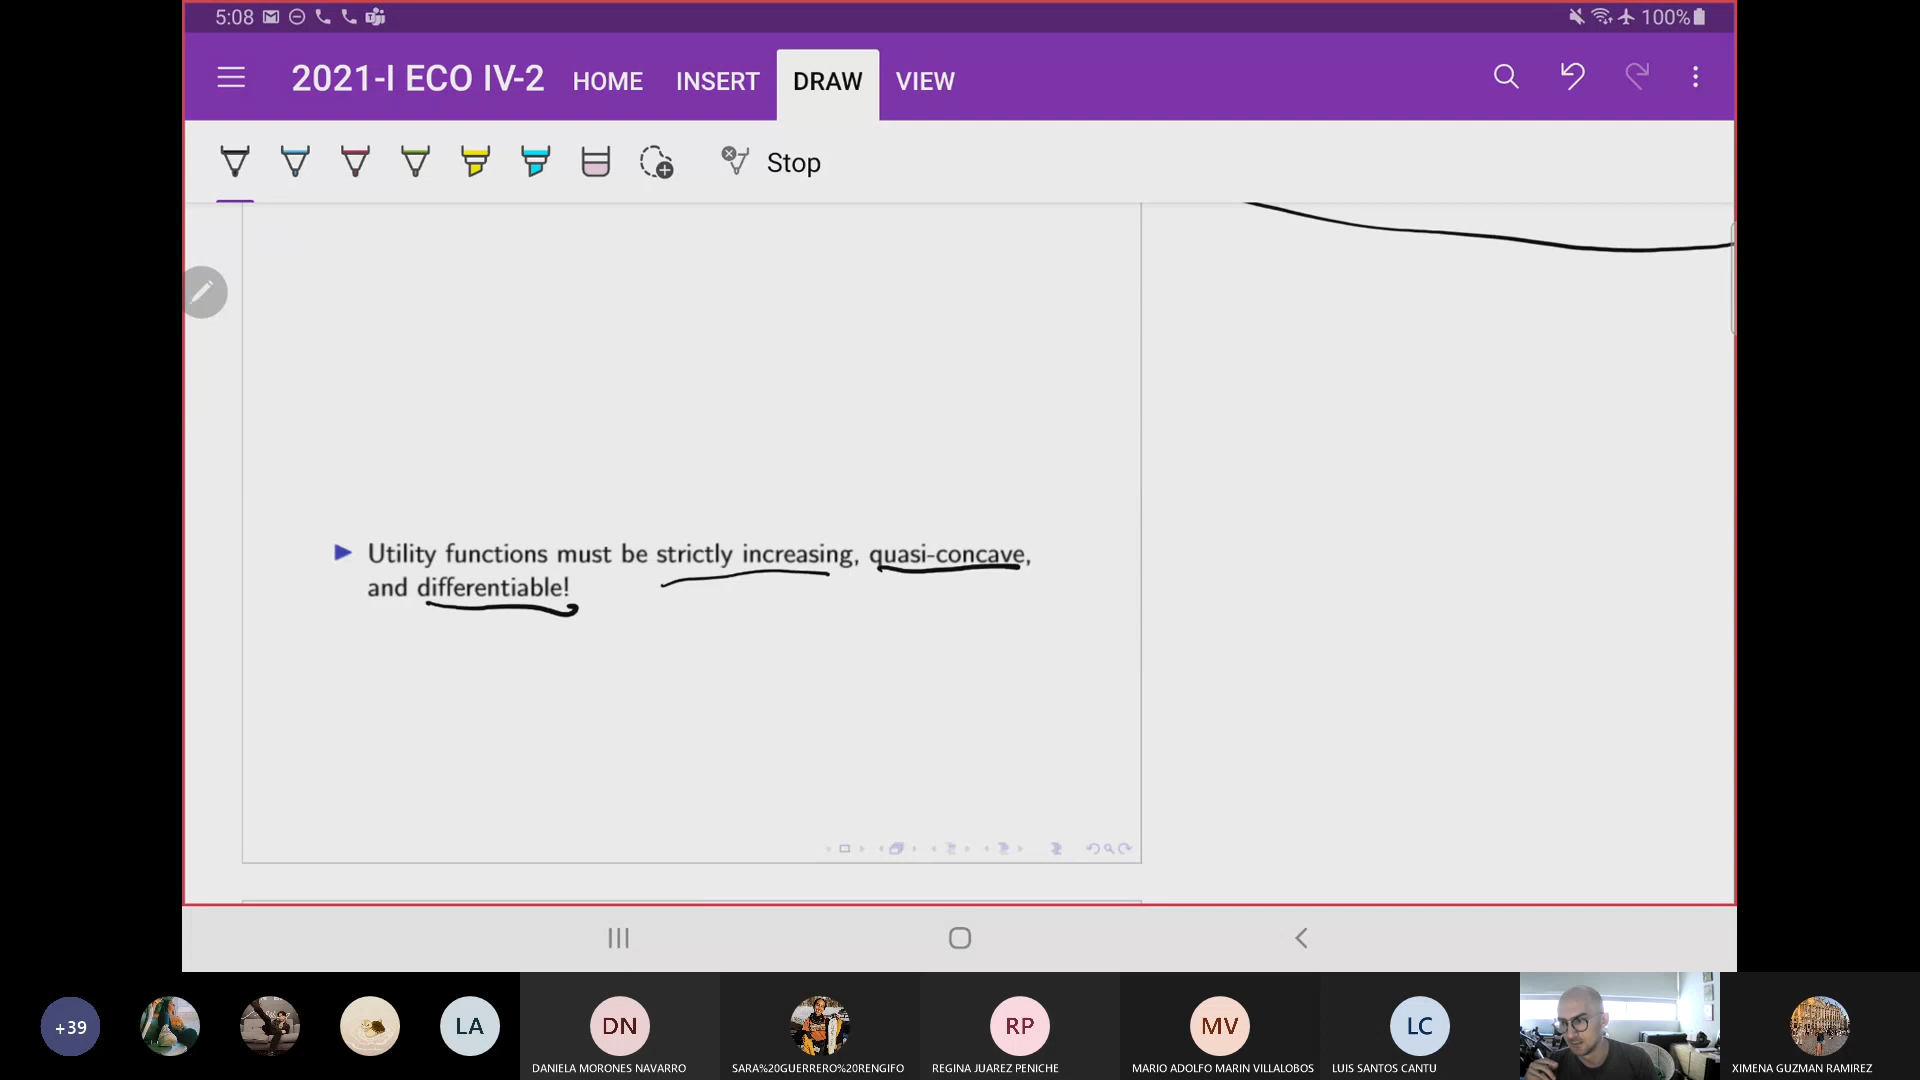 5:08
100%
2021-I ECO IV-2 HOME INSERT DRAW VIEW
Stop
Utility functions must be strictly increasing, quasi-concave,
and differentiable!
+39
LA
DN
RP
MV
LC
DANIELA MORONES NAVARRO
SARA%20GUERRERO%20RENGIFO
REGINA JUAREZ PENICHE
MARIO ADOLFO MARIN VILLALOBOS
LUIS SANTOS CANTU
XIMENA GUZMAN RAMIREZ